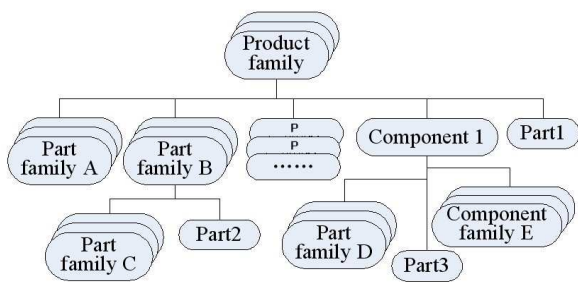 Product
family
Part
family A
Part
family B
P
P
......
Component 1
Part1
Part
family C
Part2
Part
family D
Part3
Component
family E